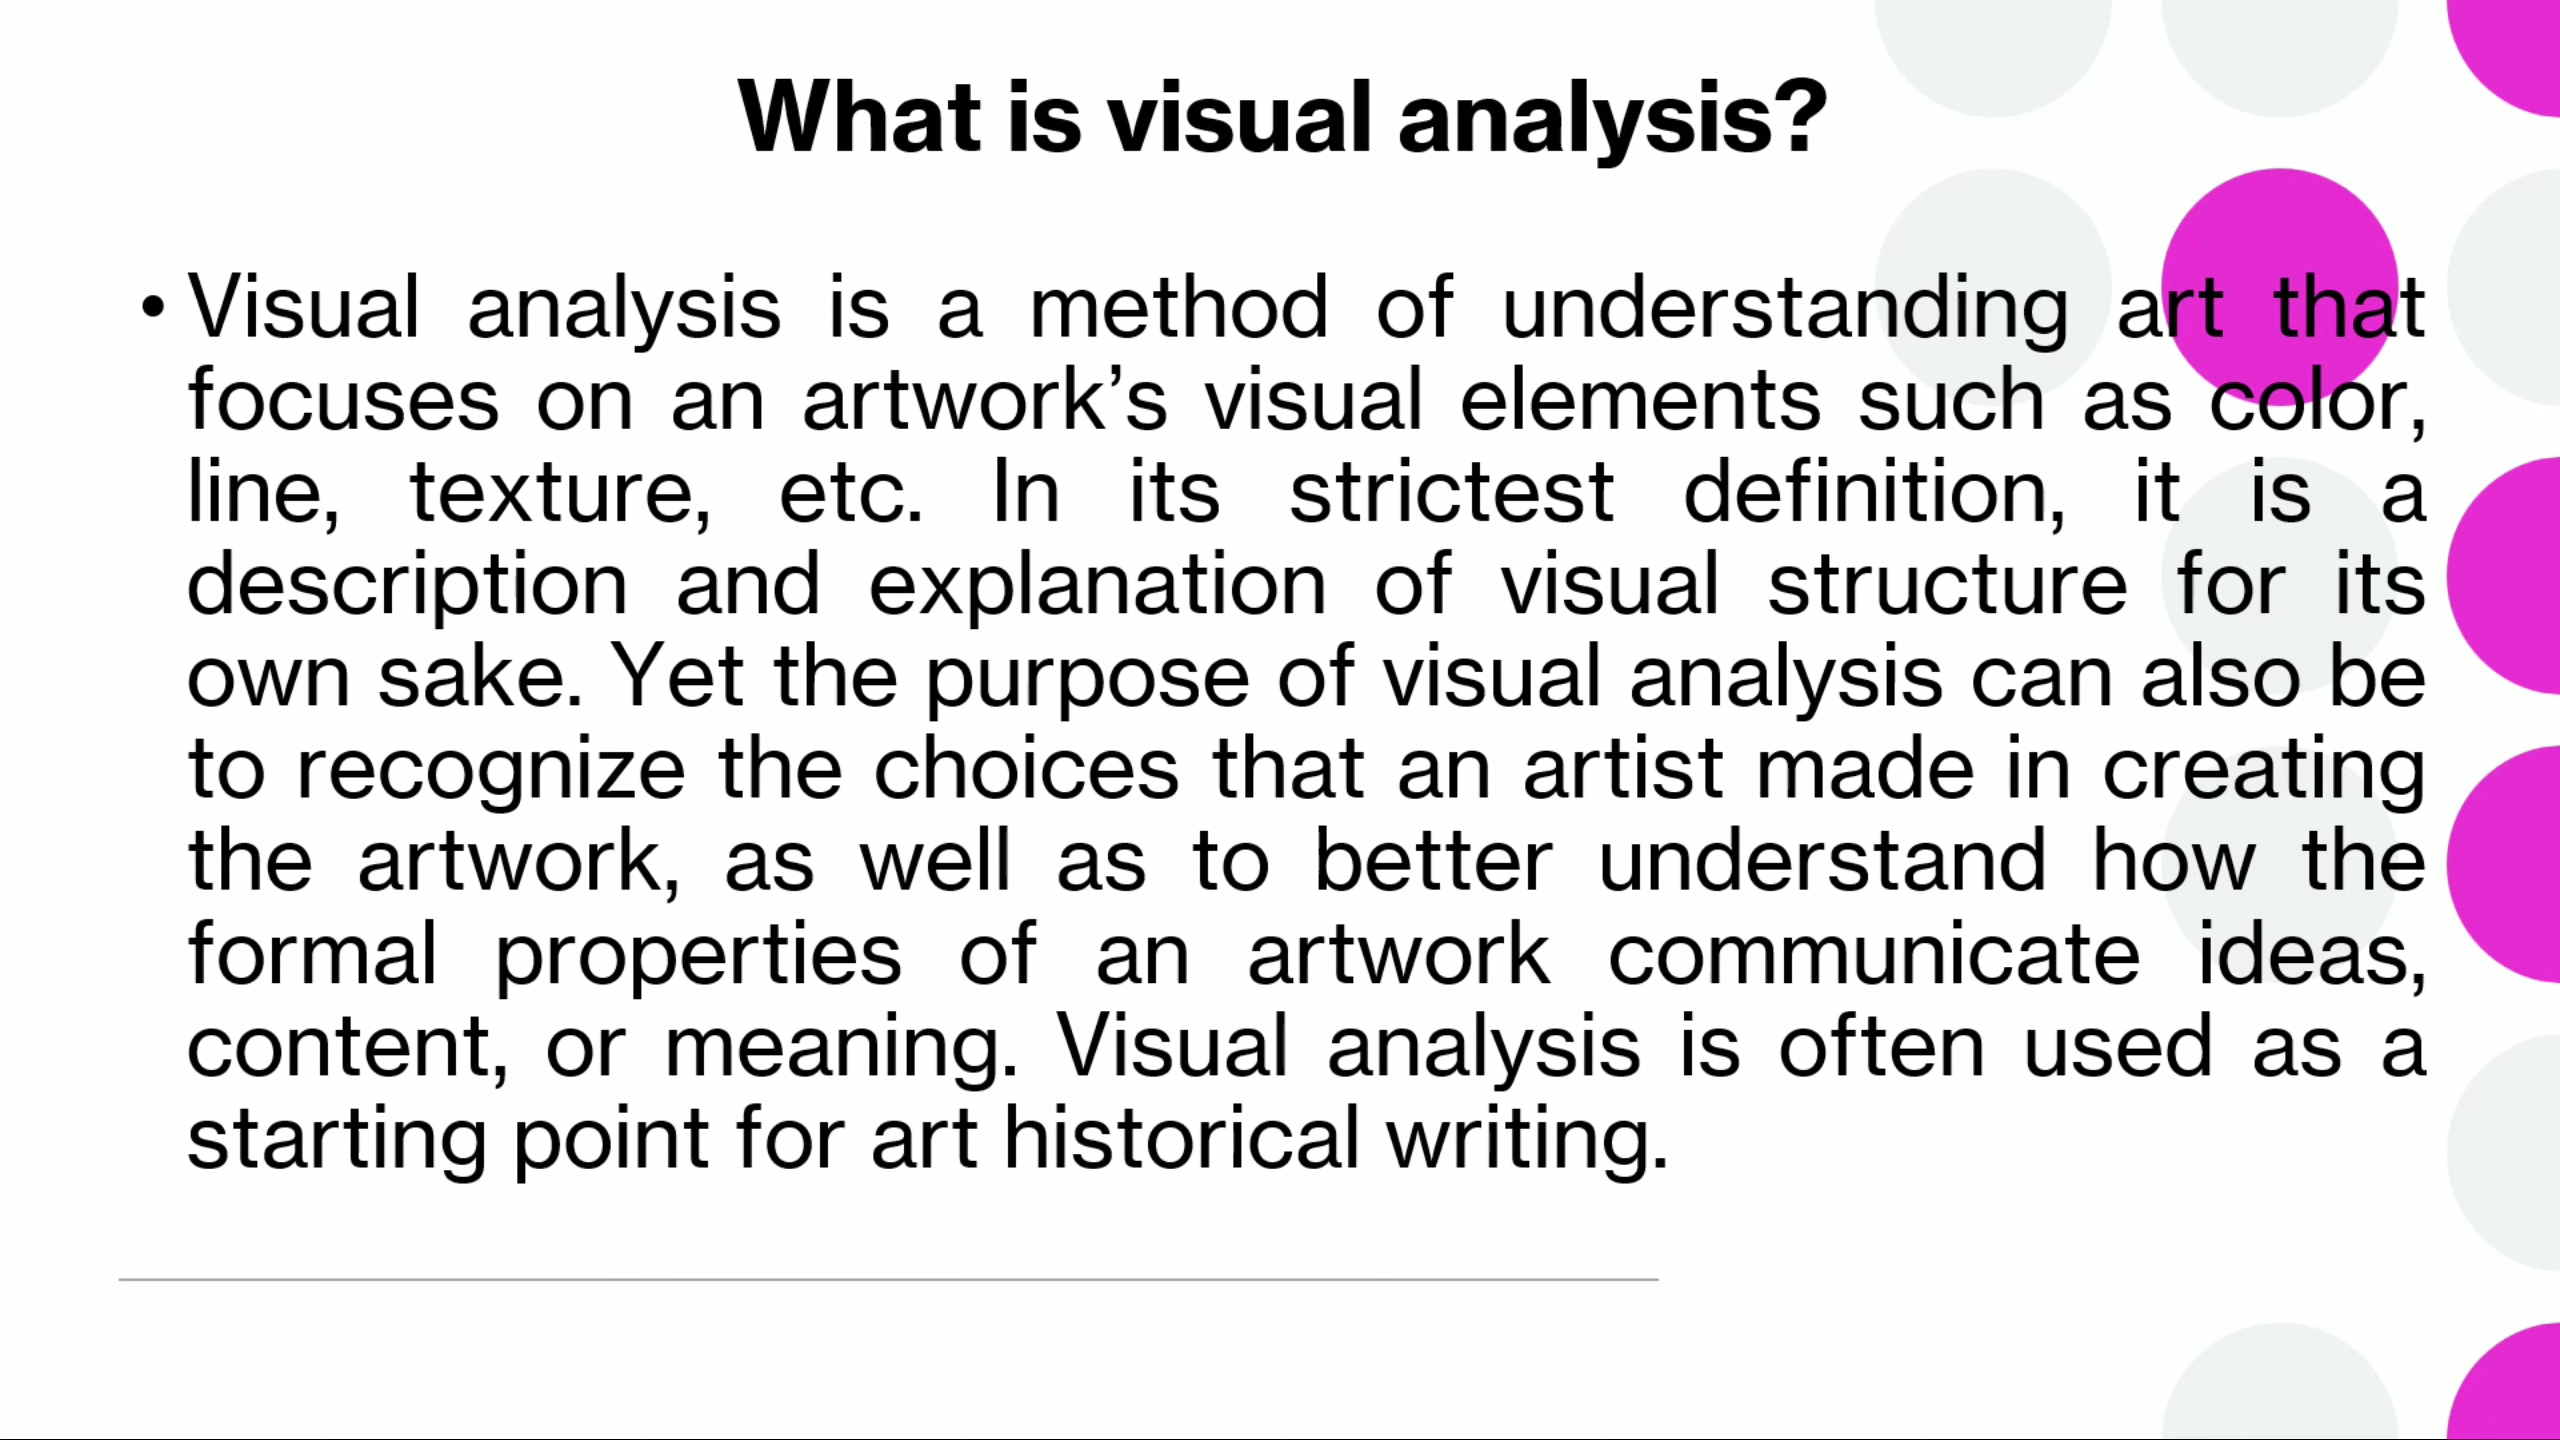 What is visual analysis?
• Visual analysis is a method of understanding art that
focuses on an artwork’s visual elements such as color,
line, texture, etc. In its strictest definition, it is a
description and explanation of visual structure for its
own sake. Yet the purpose of visual analysis can also be
to recognize the choices that an artist made in creating
the artwork, as well as to better understand how the
formal properties of an artwork communicate ideas,
content, or meaning. Visual analysis is often used as a
starting point for art historical writing.